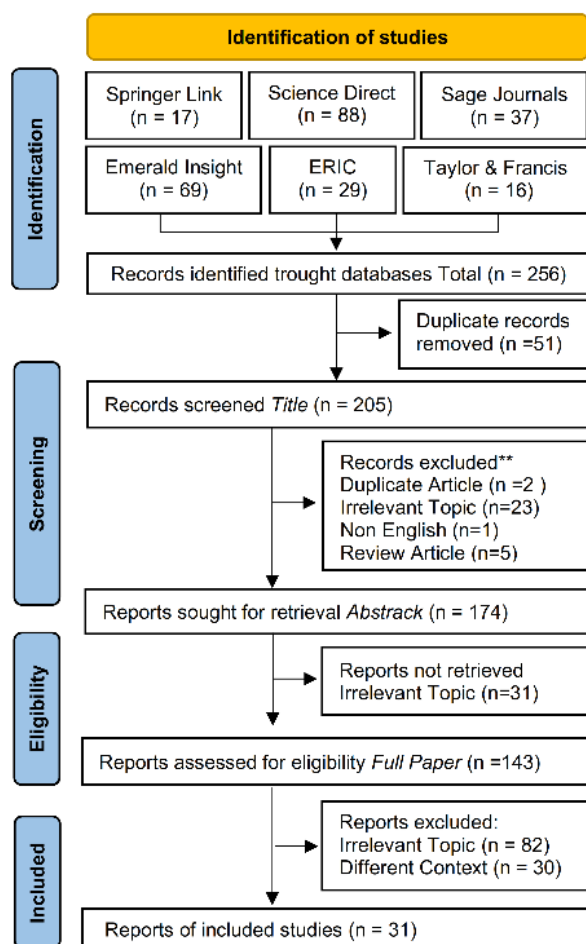 Identification of studies
Identification
Springer Link
(n = 17)
Science Direct
(n = 88)
Sage Journals
(n = 37)
Emerald Insight
(n = 69)
ERIC
(n = 29)
Taylor & Francis
(n = 16)
Records identified trought databases Total (n = 256)
Duplicate records
removed (n =51)
Screening
Records screened Title (n = 205)
Records excluded**
Duplicate Article (n =2 )
Irrelevant Topic (n=23)
Non English (n=1)
Review Article (n=5)
Reports sought for retrieval Abstrack (n = 174)
Eligibility
Reports not retrieved
Irrelevant Topic (n=31)
Reports assessed for eligibility Full Paper (n =143)
Included
Reports excluded:
Irrelevant Topic (n = 82)
Different Context (n = 30)
Reports of included studies (n = 31)